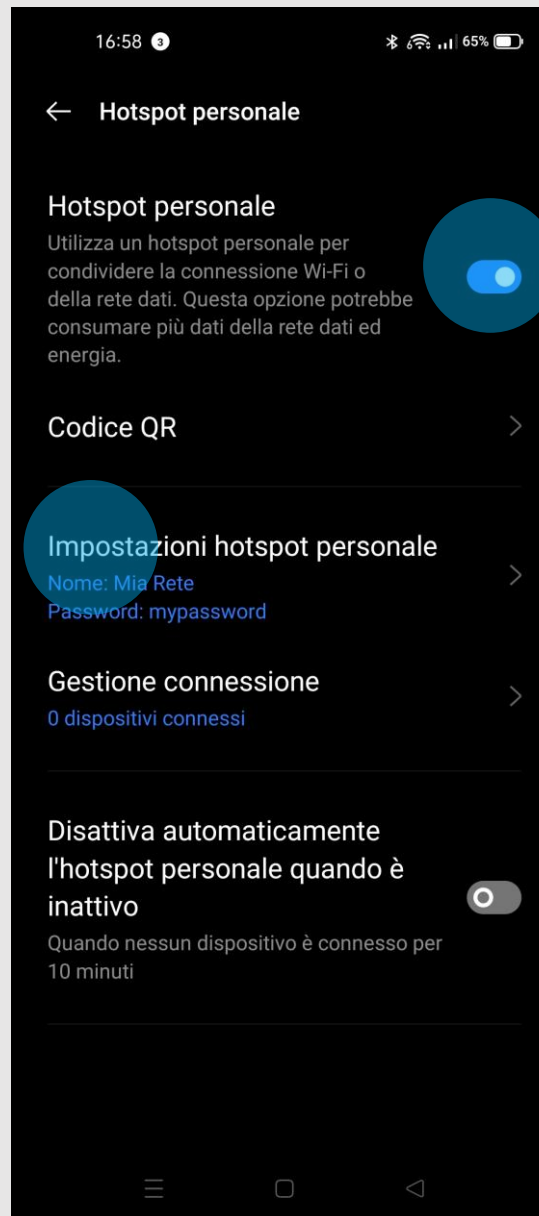 16:58 3 65%
Hotspot personale
Hotspot personale
Utilizza un hotspot personale per
condividere la connessione Wi-Fi o
della rete dati. Questa opzione potrebbe
consumare più dati della rete dati ed
energia.
Codice QR
Impostazioni hotspot personale
Nome: Mia Rete
Password: mypassword
Gestione connessione
0 dispositivi connessi
Disattiva automaticamente
l'hotspot personale quando è
inattivo
Quando nessun dispositivo è connesso per
10 minuti